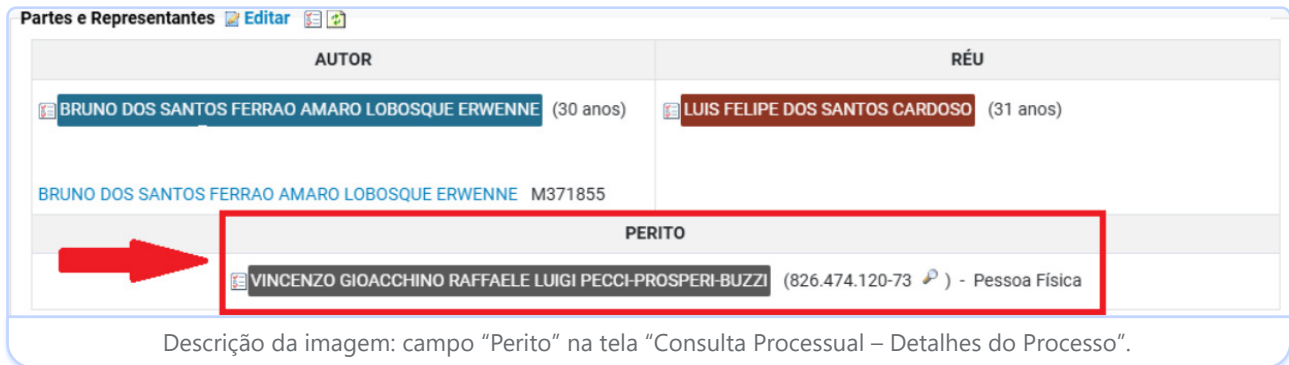 Partes e Representantes Editar
AUTOR RÉU
BRUNO DOS SANTOS FERRAO AMARO LOBOSQUE ERWENNE (30 anos) LUIS FELIPE DOS SANTOS CARDOSO (31 anos)
BRUNO DOS SANTOS FERRAO AMARO LOBOSQUE ERWENNE M371855
PERITO
VINCENZO GIOACCHINO RAFFAELE LUIGI PECCI-PROSPERI-BUZZI (826.474.120-73 ) - Pessoa Física
Descrição da imagem: campo “Perito” na tela “Consulta Processual – Detalhes do Processo”.